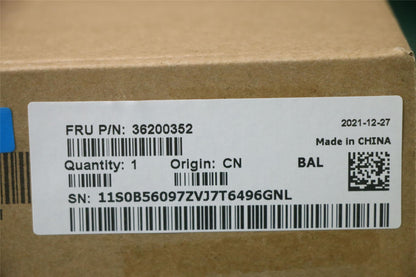 2021-12-27
FRU P/N: 36200352
Made in CHINA
Quantity: 1 Origin: CN BAL
SN: 11S0B56097ZVJ7T6496GNL